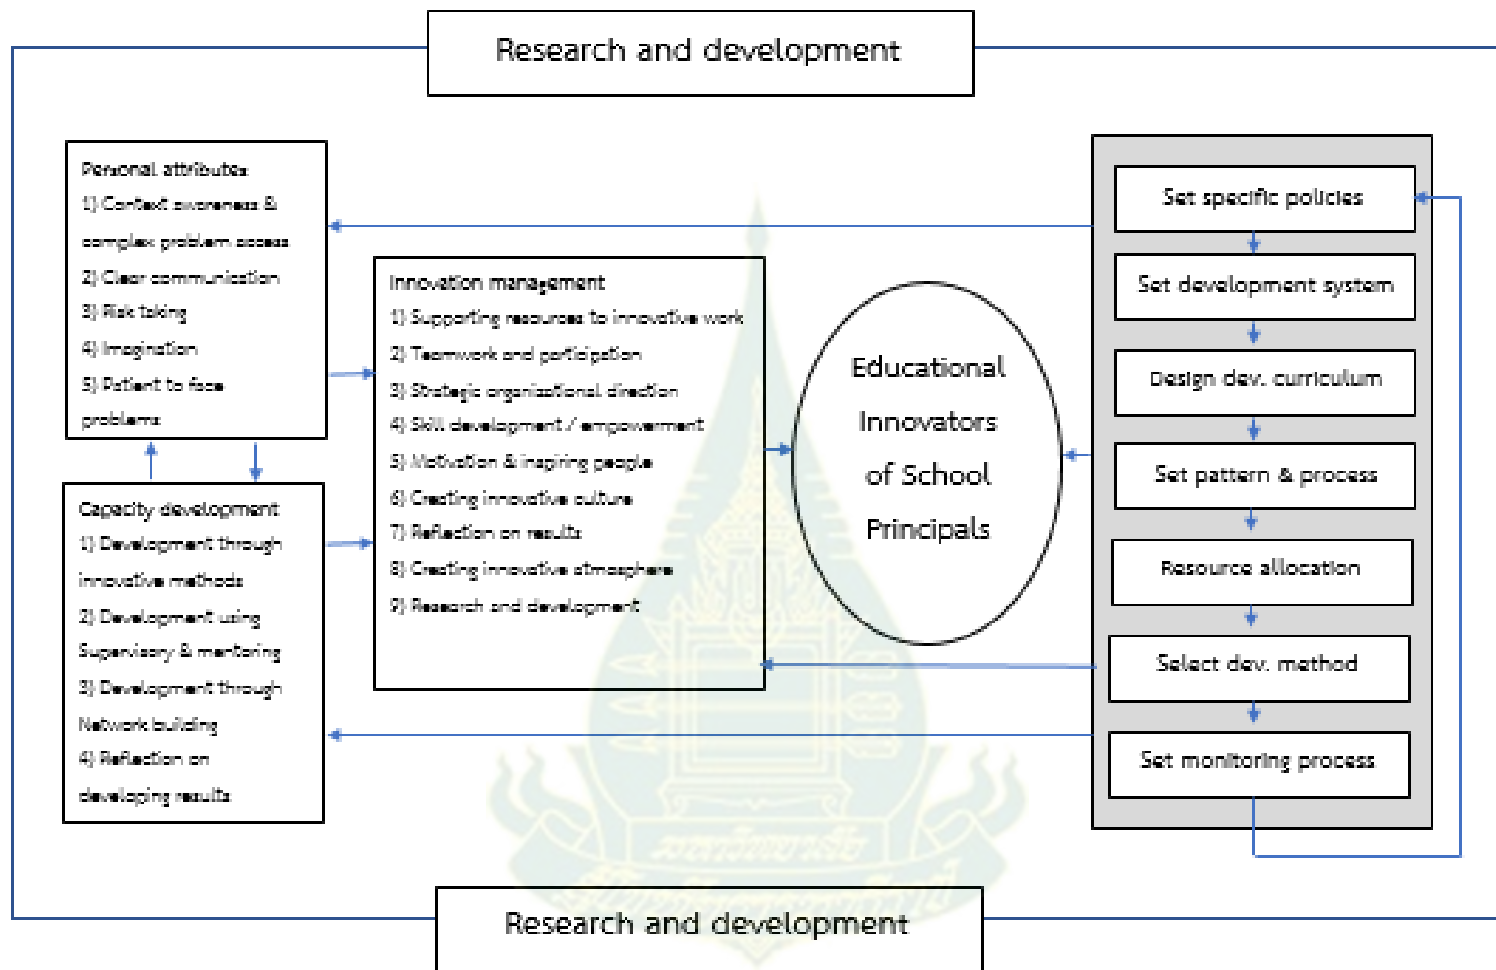 Research and development
Personal attributes
1) Context awareness &
complex problem access
2) Clear communication
3) Risk taking
4) Imagination
5) Patient to face
problems
Capacity development
1) Development through
innovative methods
2) Development using
Supervisory & mentoring
3) Development through
Network building
4) Reflection on
developing results
Innovation management
1) Supporting resources to innovative work
2) Teamwork and participation
3) Strategic organizational direction
4) Skill development / empowerment
5) Motivation & inspiring people
6) Creating innovative culture
7) Reflection on results
8) Creating innovative atmosphere
9) Research and development
Educational
Innovators
of School
Principals
Set specific policies
Set development system
Design dev. curriculum
Set pattern & process
Resource allocation
Select dev. method
Set monitoring process
Research and development